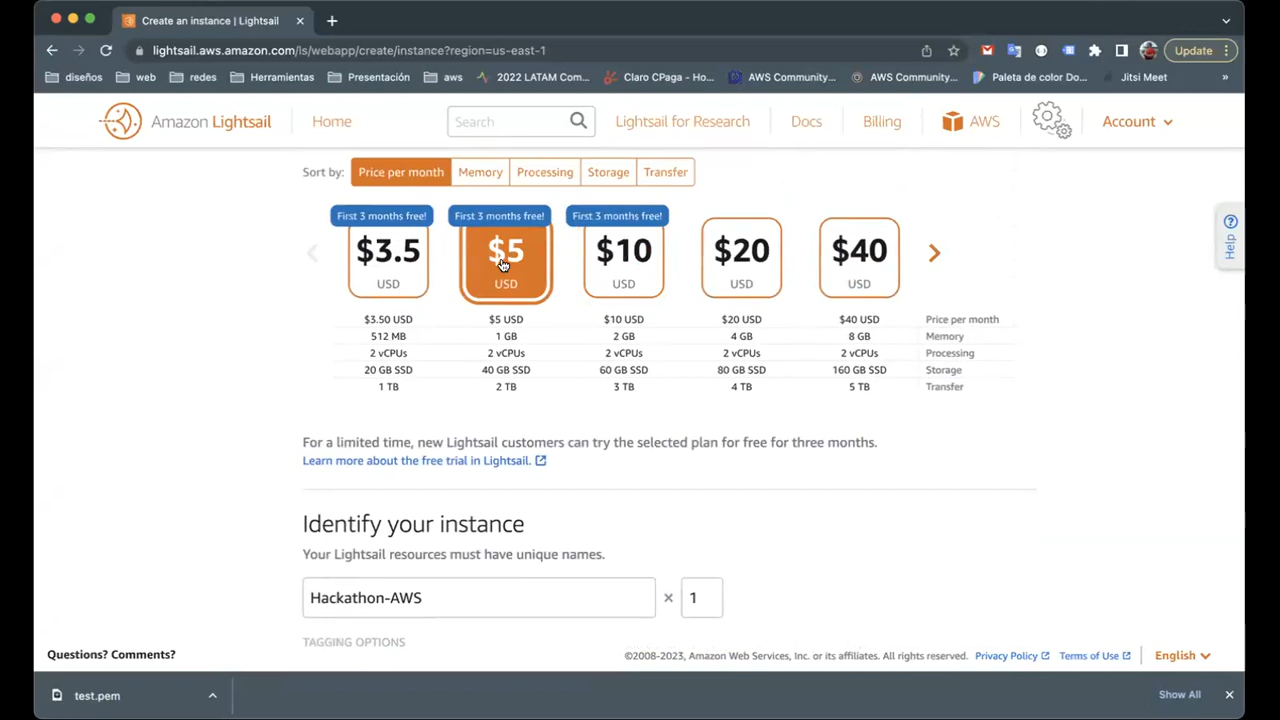 Create an instance | Lightsail
lightsail.aws.amazon.com/ls/webapp/create/instance?region=us-east-1
Update
diseños
web
redes
Herramientas
Presentación
aws
2022 LATAM Com...
Claro CPaga - Ho...
AWS Community...
AWS Community...
Paleta de color Do...
Jitsi Meet
»
Amazon Lightsail
Home
Search
Lightsail for Research
Docs
Billing
AWS
Account
Sort by:
Price per month
Memory
Processing
Storage
Transfer
First 3 months free!
First 3 months free!
First 3 months free!
$3.5
$5
$10
$20
$40
USD
USD
USD
USD
USD
$3.50 USD $5 USD $10 USD $20 USD $40 USD Price per month
512 MB 1 GB 2 GB 4 GB 8 GB Memory
2 vCPUs 2 vCPUs 2 vCPUs 2 vCPUs 2 vCPUs Processing
20 GB SSD 40 GB SSD 60 GB SSD 80 GB SSD 160 GB SSD Storage
1 TB 2 TB 3 TB 4 TB 5 TB Transfer
? Help
For a limited time, new Lightsail customers can try the selected plan for free for three months.
Learn more about the free trial in Lightsail.
Identify your instance
Your Lightsail resources must have unique names.
Hackathon-AWS × 1
TAGGING OPTIONS
Questions? Comments?
©2008-2023, Amazon Web Services, Inc. or its affiliates. All rights reserved.
Privacy Policy
Terms of Use
English
test.pem
Show All